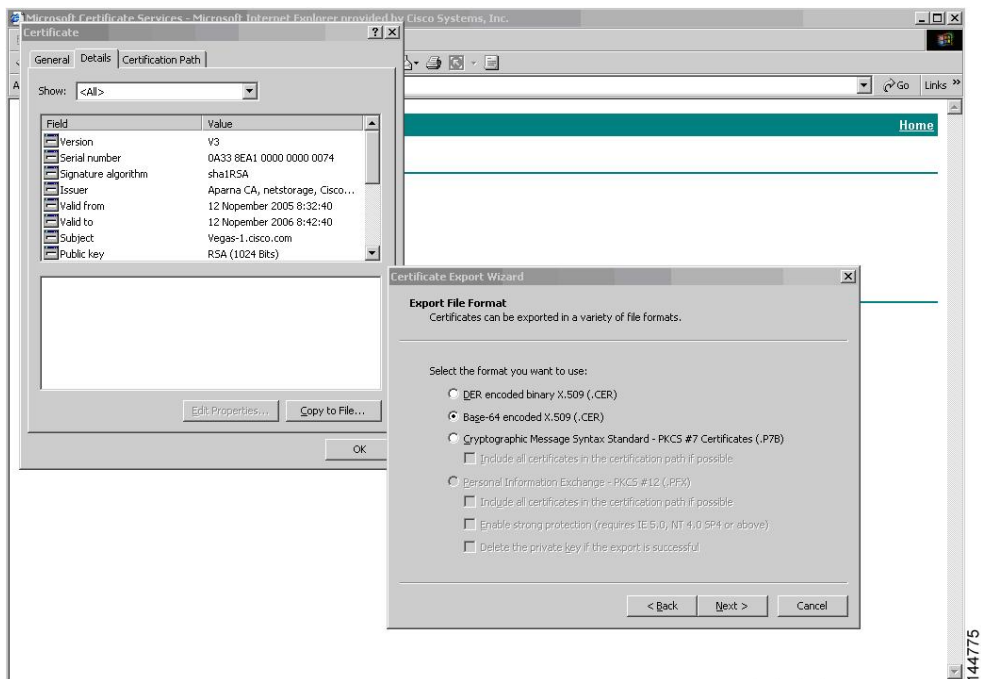 Microsoft Certificate Services - Microsoft Internet Explorer provided by Cisco Systems, Inc.
Certificate
General Details Certification Path
Show: <All>
Field Value
Version V3
Serial number 0A33 8EA1 0000 0000 0074
Signature algorithm sha1RSA
Issuer Aparna CA, netstorage, Cisco...
Valid from 12 Nopember 2005 8:32:40
Valid to 12 Nopember 2006 8:42:40
Subject Vegas-1.cisco.com
Public key RSA (1024 Bits)
Edit Properties... Copy to File...
OK
Go Links »
Home
Certificate Export Wizard
Export File Format
Certificates can be exported in a variety of file formats.
Select the format you want to use:
DER encoded binary X.509 (.CER)
Base-64 encoded X.509 (.CER)
Cryptographic Message Syntax Standard - PKCS #7 Certificates (.P7B)
Include all certificates in the certification path if possible
Personal Information Exchange - PKCS #12 (.PFX)
Include all certificates in the certification path if possible
Enable strong protection (requires IE 5.0, NT 4.0 SP4 or above)
Delete the private key if the export is successful
< Back Next > Cancel
144775